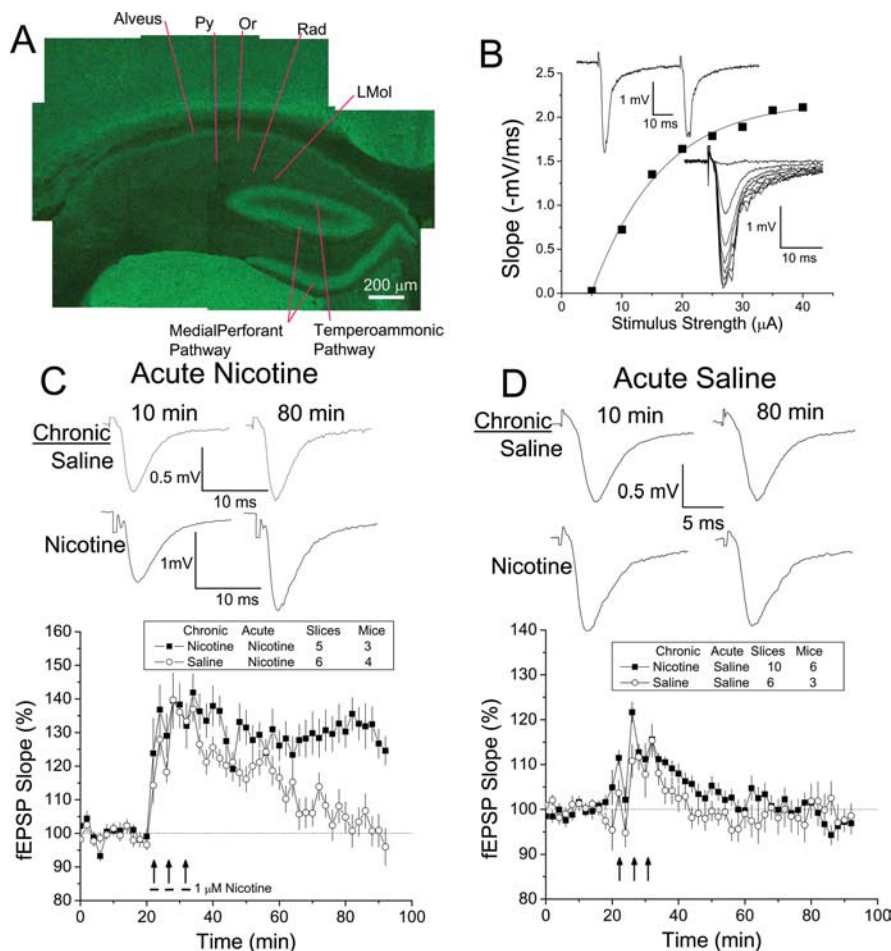 A
Alveus
Py
Or
Rad
LMol
200 μm
MedialPerforant
Pathway
Temperoammonic
Pathway
B
2.5
2.0
1.5
1.0
0.5
0.0
Slope (-mV/ms)
1 mV
10 ms
1 mV
10 ms
0
10
20
30
40
Stimulus Strength (μA)
C
Acute Nicotine
10 min
80 min
Chronic
Saline
0.5 mV
10 ms
Nicotine
1mV
10 ms
Chronic Acute Slices Mice
Nicotine Nicotine 5 3
Saline Nicotine 6 4
160
150
140
130
120
110
100
90
80
fEPSP Slope (%)
1 μM Nicotine
0 20 40 60 80 100
Time (min)
D
Acute Saline
10 min
80 min
Chronic
Saline
0.5 mV
5 ms
Nicotine
Chronic Acute Slices Mice
Nicotine Saline 10 6
Saline Saline 6 3
140
130
120
110
100
90
80
fEPSP Slope (%)
0 20 40 60 80 100
Time (min)